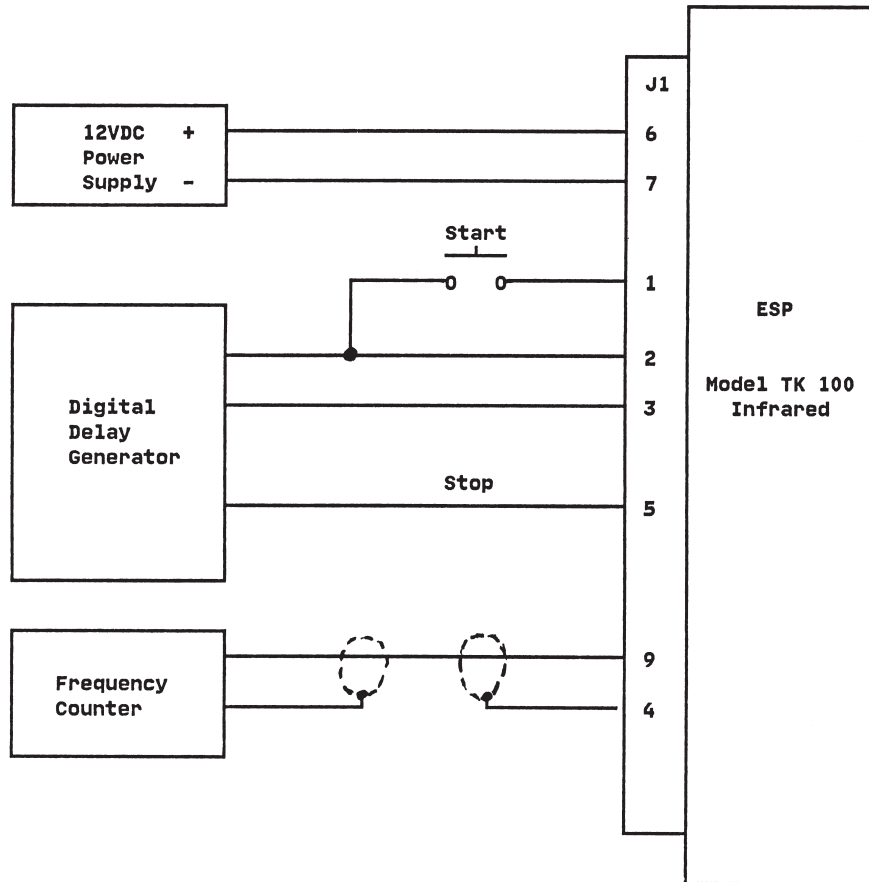 J1
12VDC +
Power
Supply -
6
7
Start
1
2
3
Stop
5
Digital
Delay
Generator
ESP
Model TK 100
Infrared
Frequency
Counter
9
4